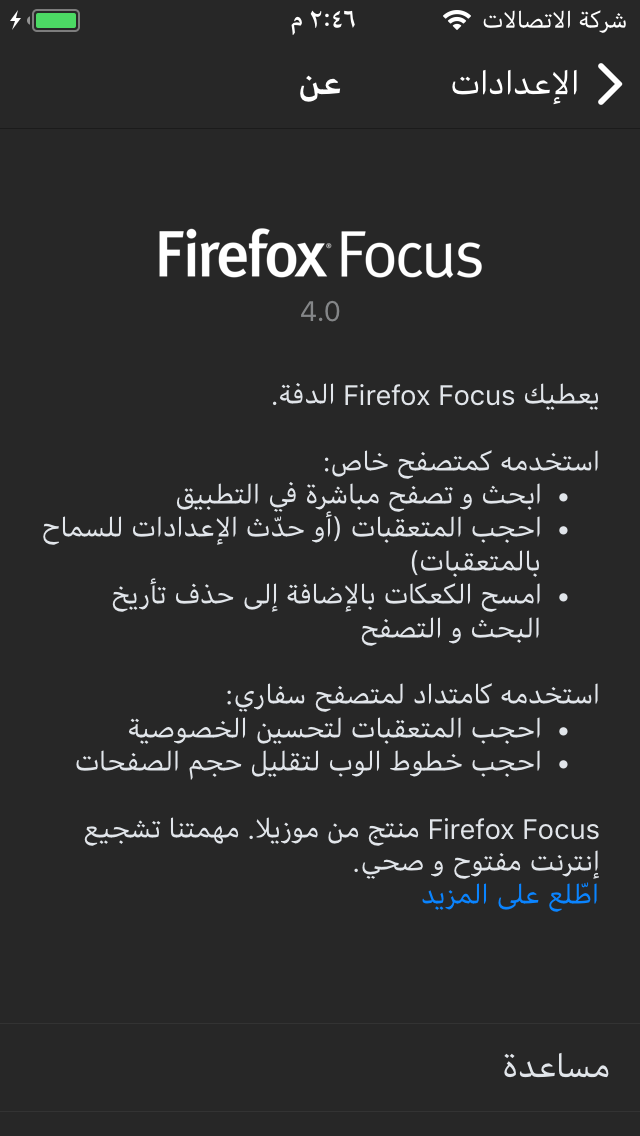 شركة الاتصالات ٢:٤٦ م
الإعدادات عن
Firefox® Focus
4.0
يعطيك Firefox Focus الدفة.
استخدمه كمتصفح خاص:
• ابحث و تصفح مباشرة في التطبيق
• احجب المتعقبات (أو حدّث الإعدادات للسماح
بالمتعقبات)
• امسح الكعكات بالإضافة إلى حذف تأريخ
البحث و التصفح
استخدمه كامتداد لمتصفح سفاري:
• احجب المتعقبات لتحسين الخصوصية
• احجب خطوط الوب لتقليل حجم الصفحات
Firefox Focus منتج من موزيلا. مهمتنا تشجيع
إنترنت مفتوح و صحي.
اطّلع على المزيد
مساعدة